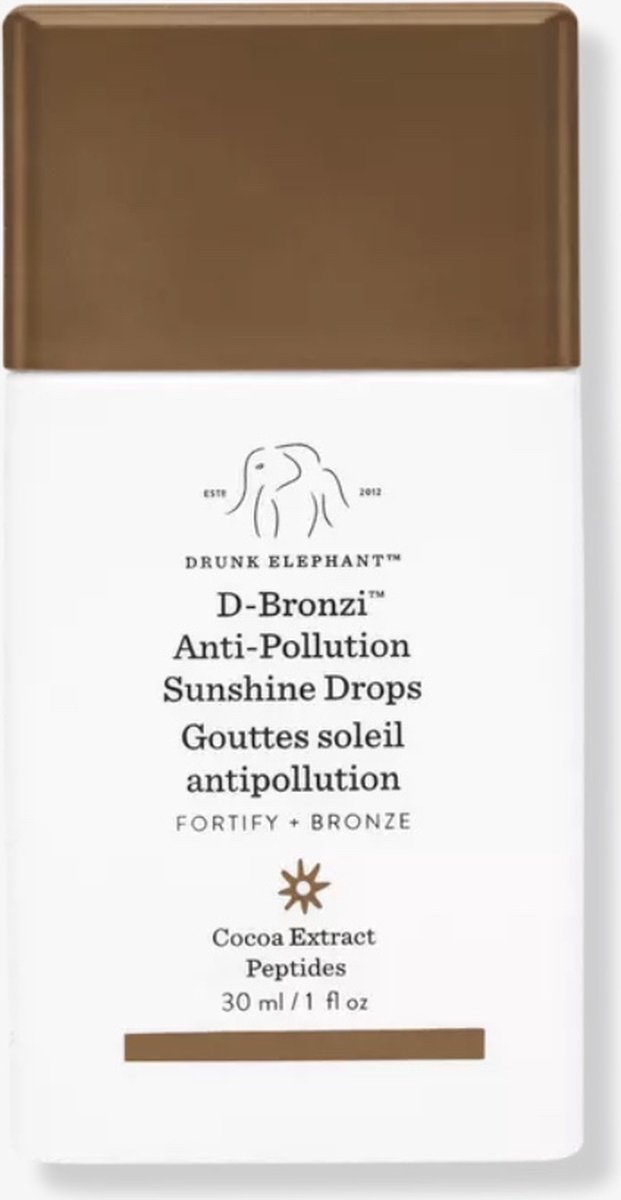 ESTD 2012
DRUNK ELEPHANT™
D-Bronzi™
Anti-Pollution
Sunshine Drops
Gouttes soleil
antipollution
FORTIFY + BRONZE
Cocoa Extract
Peptides
30 ml / 1 fl oz